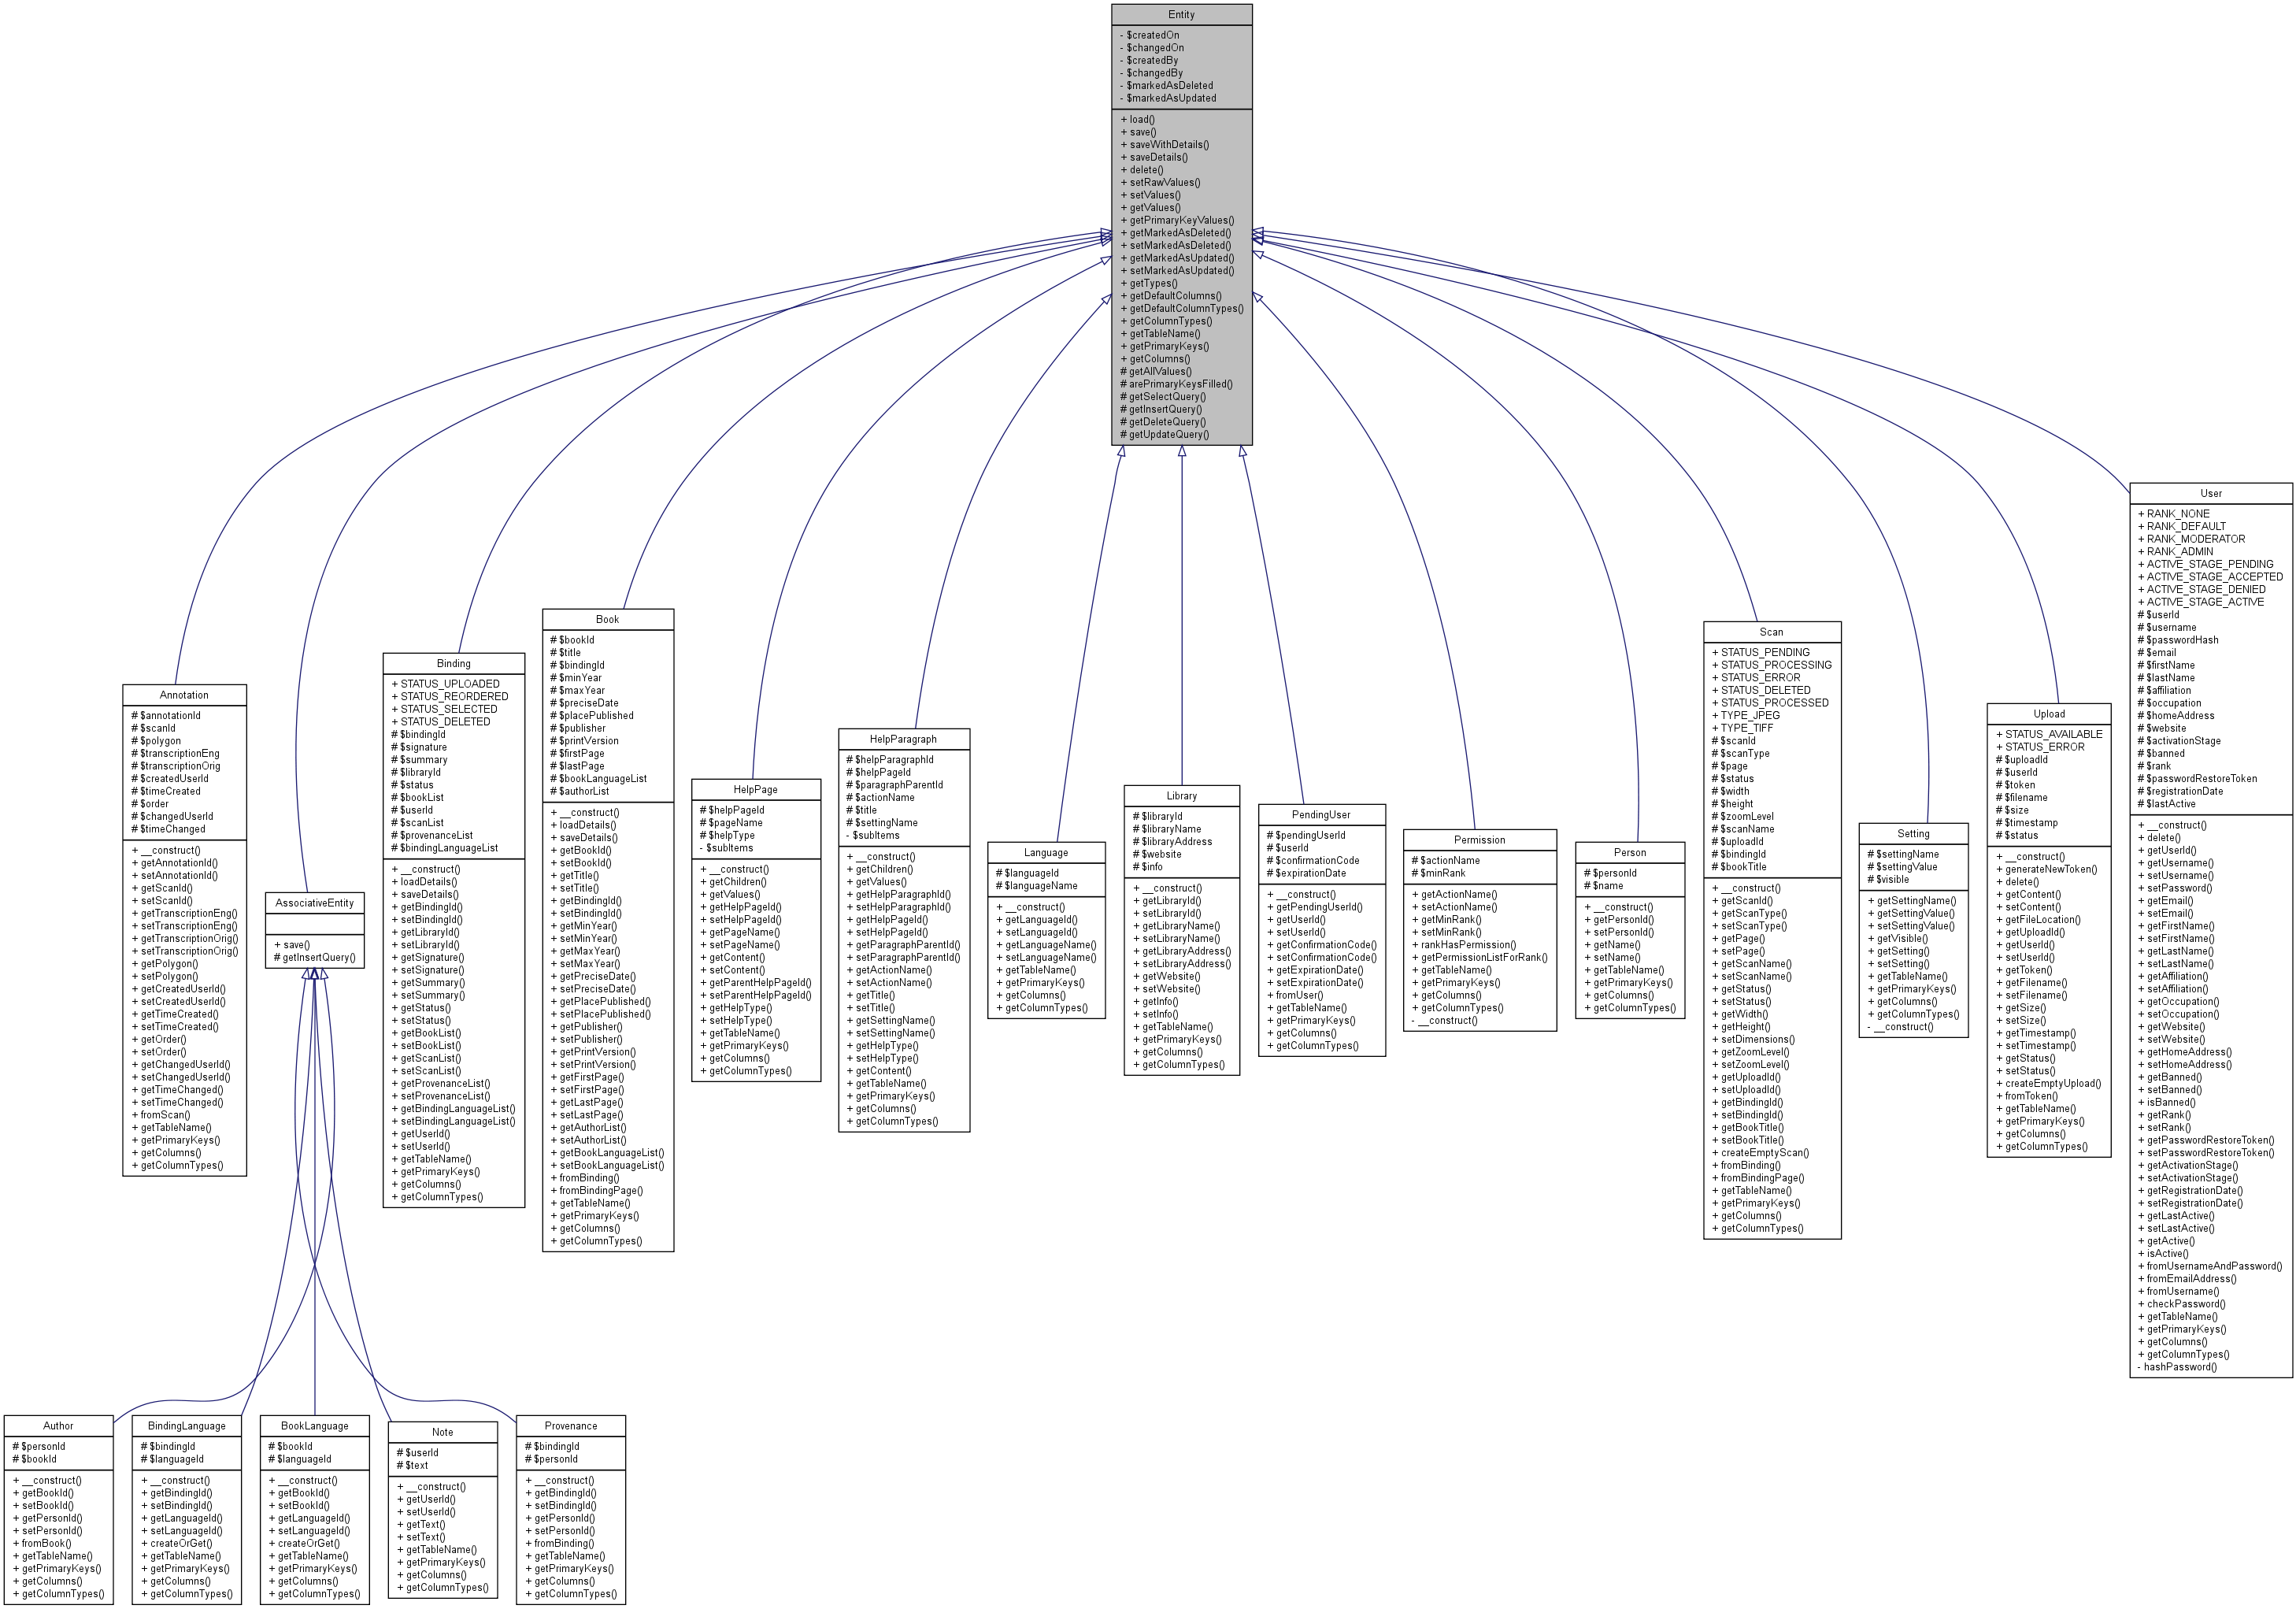 Entity
- $createdOn
- $changedOn
- $createdBy
- $changedBy
- $markedAsDeleted
- $markedAsUpdated
+ load()
+ save()
+ saveWithDetails()
+ saveDetails()
+ delete()
+ setRawValues()
+ setValues()
+ getValues()
+ getPrimaryKeyValues()
+ getMarkedAsDeleted()
+ setMarkedAsDeleted()
+ getMarkedAsUpdated()
+ setMarkedAsUpdated()
+ getTypes()
+ getDefaultColumns()
+ getDefaultColumnTypes()
+ getColumnTypes()
+ getTableName()
+ getPrimaryKeys()
+ getColumns()
# getAllValues()
# arePrimaryKeysFilled()
# getSelectQuery()
# getInsertQuery()
# getDeleteQuery()
# getUpdateQuery()
Annotation
# $annotationId
# $scanId
# $polygon
# $transcriptionEng
# $transcriptionOrig
# $createdUserId
# $timeCreated
# $order
# $changedUserId
# $timeChanged
+ __construct()
+ getAnnotationId()
+ setAnnotationId()
+ getScanId()
+ setScanId()
+ getTranscriptionEng()
+ setTranscriptionEng()
+ getTranscriptionOrig()
+ setTranscriptionOrig()
+ getPolygon()
+ setPolygon()
+ getCreatedUserId()
+ setCreatedUserId()
+ getTimeCreated()
+ setTimeCreated()
+ getOrder()
+ setOrder()
+ getChangedUserId()
+ setChangedUserId()
+ getTimeChanged()
+ setTimeChanged()
+ fromScan()
+ getTableName()
+ getPrimaryKeys()
+ getColumns()
+ getColumnTypes()
AssociativeEntity
+ save()
# getInsertQuery()
Binding
+ STATUS_UPLOADED
+ STATUS_REORDERED
+ STATUS_SELECTED
+ STATUS_DELETED
# $bindingId
# $signature
# $summary
# $libraryId
# $status
# $bookList
# $userId
# $scanList
# $provenanceList
# $bindingLanguageList
+ __construct()
+ loadDetails()
+ saveDetails()
+ getBindingId()
+ setBindingId()
+ getLibraryId()
+ setLibraryId()
+ getSignature()
+ setSignature()
+ getSummary()
+ setSummary()
+ getStatus()
+ setStatus()
+ getBookList()
+ setBookList()
+ getScanList()
+ setScanList()
+ getProvenanceList()
+ setProvenanceList()
+ getBindingLanguageList()
+ setBindingLanguageList()
+ getUserId()
+ setUserId()
+ getTableName()
+ getPrimaryKeys()
+ getColumns()
+ getColumnTypes()
Book
# $bookId
# $title
# $bindingId
# $minYear
# $maxYear
# $preciseDate
# $placePublished
# $publisher
# $printVersion
# $firstPage
# $lastPage
# $bookLanguageList
# $authorList
+ __construct()
+ loadDetails()
+ saveDetails()
+ getBookId()
+ setBookId()
+ getTitle()
+ setTitle()
+ getBindingId()
+ setBindingId()
+ getMinYear()
+ setMinYear()
+ getMaxYear()
+ setMaxYear()
+ getPreciseDate()
+ setPreciseDate()
+ getPlacePublished()
+ setPlacePublished()
+ getPublisher()
+ setPublisher()
+ getPrintVersion()
+ setPrintVersion()
+ getFirstPage()
+ setFirstPage()
+ getLastPage()
+ setLastPage()
+ getAuthorList()
+ setAuthorList()
+ getBookLanguageList()
+ setBookLanguageList()
+ fromBinding()
+ fromBindingPage()
+ getTableName()
+ getPrimaryKeys()
+ getColumns()
+ getColumnTypes()
HelpPage
# $helpPageId
# $pageName
# $helpType
- $subItems
+ __construct()
+ getChildren()
+ getValues()
+ getHelpPageId()
+ setHelpPageId()
+ getPageName()
+ setPageName()
+ getContent()
+ setContent()
+ getParentHelpPageId()
+ setParentHelpPageId()
+ getHelpType()
+ setHelpType()
+ getTableName()
+ getPrimaryKeys()
+ getColumns()
+ getColumnTypes()
HelpParagraph
# $helpParagraphId
# $helpPageId
# $paragraphParentId
# $actionName
# $title
# $settingName
- $subItems
+ __construct()
+ getChildren()
+ getValues()
+ getHelpParagraphId()
+ setHelpParagraphId()
+ getHelpPageId()
+ setHelpPageId()
+ getParagraphParentId()
+ setParagraphParentId()
+ getActionName()
+ setActionName()
+ getTitle()
+ setTitle()
+ getSettingName()
+ setSettingName()
+ getHelpType()
+ setHelpType()
+ getContent()
+ getTableName()
+ getPrimaryKeys()
+ getColumns()
+ getColumnTypes()
Language
# $languageId
# $languageName
+ __construct()
+ getLanguageId()
+ setLanguageId()
+ getLanguageName()
+ setLanguageName()
+ getTableName()
+ getPrimaryKeys()
+ getColumns()
+ getColumnTypes()
Library
# $libraryId
# $libraryName
# $libraryAddress
# $website
# $info
+ __construct()
+ getLibraryId()
+ setLibraryId()
+ getLibraryName()
+ setLibraryName()
+ getLibraryAddress()
+ setLibraryAddress()
+ getWebsite()
+ setWebsite()
+ getInfo()
+ setInfo()
+ getTableName()
+ getPrimaryKeys()
+ getColumns()
+ getColumnTypes()
PendingUser
# $pendingUserId
# $userId
# $confirmationCode
# $expirationDate
+ __construct()
+ getPendingUserId()
+ getUserId()
+ setUserId()
+ getConfirmationCode()
+ setConfirmationCode()
+ getExpirationDate()
+ setExpirationDate()
+ fromUser()
+ getTableName()
+ getPrimaryKeys()
+ getColumns()
+ getColumnTypes()
Permission
# $actionName
# $minRank
+ getActionName()
+ setActionName()
+ getMinRank()
+ setMinRank()
+ rankHasPermission()
+ getPermissionListForRank()
+ getTableName()
+ getPrimaryKeys()
+ getColumns()
+ getColumnTypes()
- __construct()
Person
# $personId
# $name
+ __construct()
+ getPersonId()
+ setPersonId()
+ getName()
+ setName()
+ getTableName()
+ getPrimaryKeys()
+ getColumns()
+ getColumnTypes()
Scan
+ STATUS_PENDING
+ STATUS_PROCESSING
+ STATUS_ERROR
+ STATUS_DELETED
+ STATUS_PROCESSED
+ TYPE_JPEG
+ TYPE_TIFF
# $scanId
# $scanType
# $page
# $status
# $width
# $height
# $zoomLevel
# $scanName
# $uploadId
# $bindingId
# $bookTitle
+ __construct()
+ getScanId()
+ getScanType()
+ setScanType()
+ getPage()
+ setPage()
+ getScanName()
+ setScanName()
+ getStatus()
+ setStatus()
+ getWidth()
+ getHeight()
+ setDimensions()
+ getZoomLevel()
+ setZoomLevel()
+ getUploadId()
+ setUploadId()
+ getBindingId()
+ setBindingId()
+ getBookTitle()
+ setBookTitle()
+ createEmptyScan()
+ fromBinding()
+ fromBindingPage()
+ getTableName()
+ getPrimaryKeys()
+ getColumns()
+ getColumnTypes()
Setting
# $settingName
# $settingValue
# $visible
+ getSettingName()
+ getSettingValue()
+ setSettingValue()
+ getVisible()
+ getSetting()
+ setSetting()
+ getTableName()
+ getPrimaryKeys()
+ getColumns()
+ getColumnTypes()
- __construct()
Upload
+ STATUS_AVAILABLE
+ STATUS_ERROR
# $uploadId
# $userId
# $token
# $filename
# $size
# $timestamp
# $status
+ __construct()
+ generateNewToken()
+ delete()
+ getContent()
+ setContent()
+ getFileLocation()
+ getUploadId()
+ getUserId()
+ setUserId()
+ getToken()
+ getFilename()
+ setFilename()
+ getSize()
+ setSize()
+ getTimestamp()
+ setTimestamp()
+ getStatus()
+ setStatus()
+ createEmptyUpload()
+ fromToken()
+ getTableName()
+ getPrimaryKeys()
+ getColumns()
+ getColumnTypes()
User
+ RANK_NONE
+ RANK_DEFAULT
+ RANK_MODERATOR
+ RANK_ADMIN
+ ACTIVE_STAGE_PENDING
+ ACTIVE_STAGE_ACCEPTED
+ ACTIVE_STAGE_DENIED
+ ACTIVE_STAGE_ACTIVE
# $userId
# $username
# $passwordHash
# $email
# $firstName
# $lastName
# $affiliation
# $occupation
# $homeAddress
# $website
# $activationStage
# $banned
# $rank
# $passwordRestoreToken
# $registrationDate
# $lastActive
+ __construct()
+ delete()
+ getUserId()
+ getUsername()
+ setUsername()
+ setPassword()
+ getEmail()
+ setEmail()
+ getFirstName()
+ setFirstName()
+ getLastName()
+ setLastName()
+ getAffiliation()
+ setAffiliation()
+ getOccupation()
+ setOccupation()
+ getWebsite()
+ setWebsite()
+ getHomeAddress()
+ setHomeAddress()
+ getBanned()
+ setBanned()
+ isBanned()
+ getRank()
+ setRank()
+ getPasswordRestoreToken()
+ setPasswordRestoreToken()
+ getActivationStage()
+ setActivationStage()
+ getRegistrationDate()
+ setRegistrationDate()
+ getLastActive()
+ setLastActive()
+ getActive()
+ isActive()
+ fromUsernameAndPassword()
+ fromEmailAddress()
+ fromUsername()
+ checkPassword()
+ getTableName()
+ getPrimaryKeys()
+ getColumns()
+ getColumnTypes()
- hashPassword()
Author
# $personId
# $bookId
+ __construct()
+ getBookId()
+ setBookId()
+ getPersonId()
+ setPersonId()
+ fromBook()
+ getTableName()
+ getPrimaryKeys()
+ getColumns()
+ getColumnTypes()
BindingLanguage
# $bindingId
# $languageId
+ __construct()
+ getBindingId()
+ setBindingId()
+ getLanguageId()
+ setLanguageId()
+ createOrGet()
+ getTableName()
+ getPrimaryKeys()
+ getColumns()
+ getColumnTypes()
BookLanguage
# $bookId
# $languageId
+ __construct()
+ getBookId()
+ setBookId()
+ getLanguageId()
+ setLanguageId()
+ createOrGet()
+ getTableName()
+ getPrimaryKeys()
+ getColumns()
+ getColumnTypes()
Note
# $userId
# $text
+ __construct()
+ getUserId()
+ setUserId()
+ getText()
+ setText()
+ getTableName()
+ getPrimaryKeys()
+ getColumns()
+ getColumnTypes()
Provenance
# $bindingId
# $personId
+ __construct()
+ getBindingId()
+ setBindingId()
+ getPersonId()
+ setPersonId()
+ fromBinding()
+ getTableName()
+ getPrimaryKeys()
+ getColumns()
+ getColumnTypes()